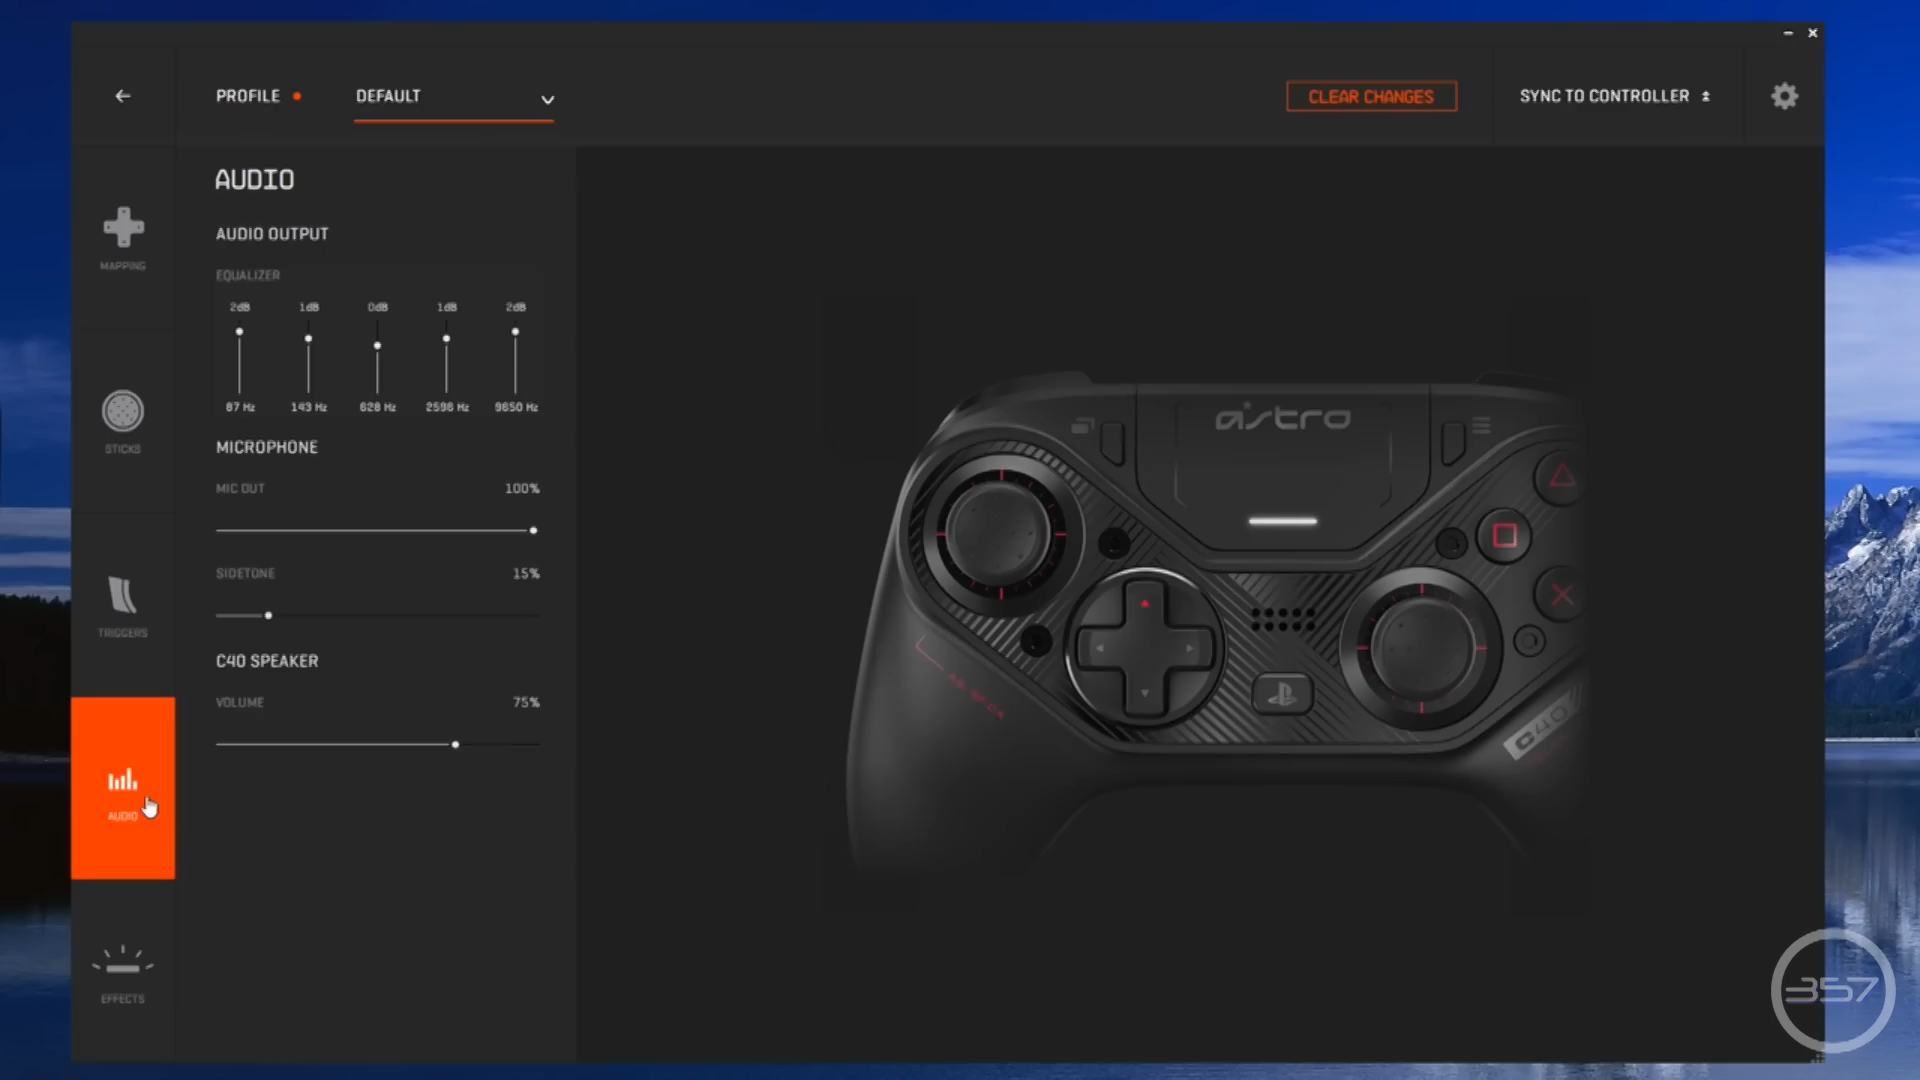 PROFILE
DEFAULT
CLEAR CHANGES
SYNC TO CONTROLLER
AUDIO
AUDIO OUTPUT
EQUALIZER
2dB 1dB 0dB 1dB 2dB
87 Hz 143 Hz 628 Hz 2598 Hz 9650 Hz
MICROPHONE
MIC OUT 100%
SIDETONE 15%
C40 SPEAKER
VOLUME 75%
MAPPING
STICKS
TRIGGERS
AUDIO
EFFECTS
astro
C40
357